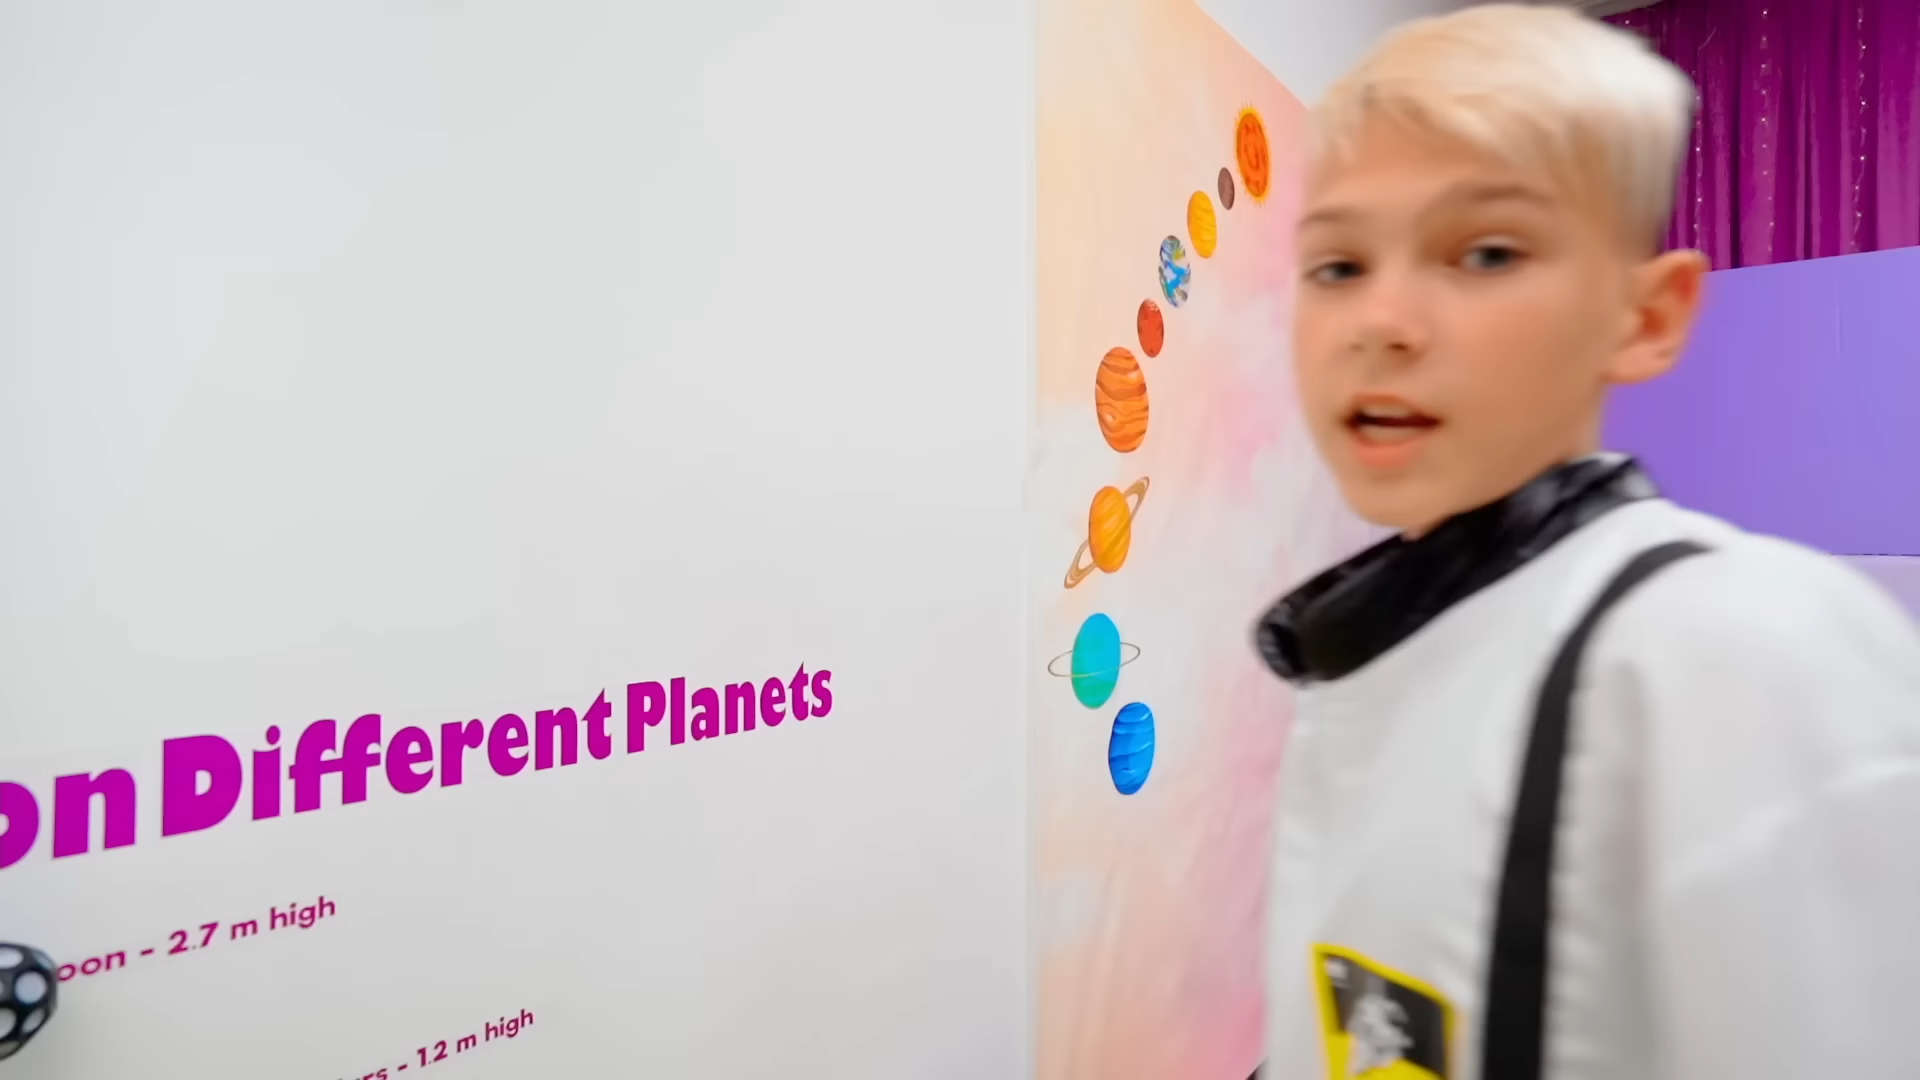 on Different Planets
oon - 2.7 m high
rs - 1.2 m high